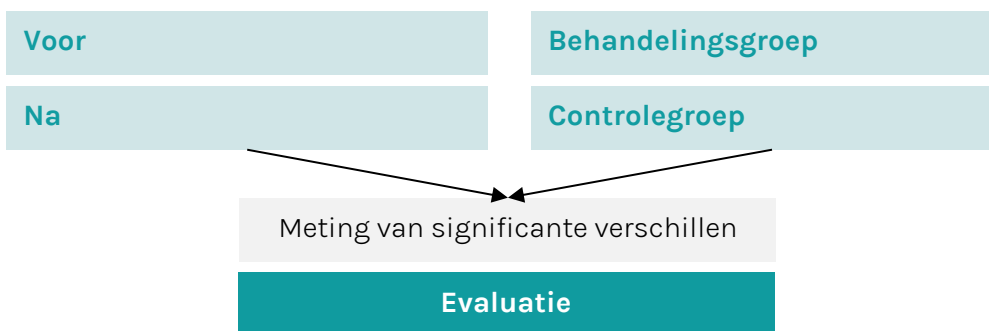 Voor
Behandelingsgroep
Na
Controlegroep
Meting van significante verschillen
Evaluatie